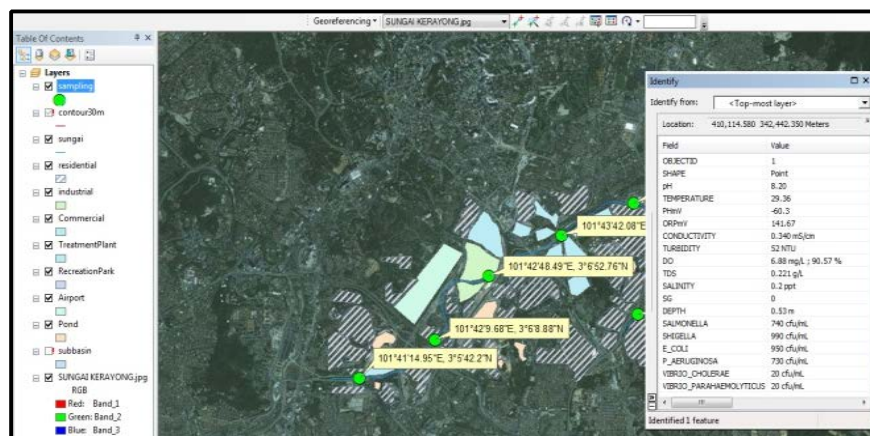 Georeferencing SUNGAI KERAYONG.jpg
Table Of Contents
Layers
sampling
contour30m
sungai
residential
industrial
Commercial
TreatmentPlant
RecreationPark
Airport
Pond
subbasin
SUNGAI KERAYONG.jpg
RGB
Red: Band_1
Green: Band_2
Blue: Band_3
101°43'42.08"E
101°42'48.49"E, 3°6'52.76"N
101°42'9.68"E, 3°6'8.88"N
101°41'14.95"E, 3°5'42.2"N
Identify
Identify from: <Top-most layer>
Location: 410,114.580 342,442.350 Meters
Field Value
OBJECTID 1
SHAPE Point
pH 8.20
TEMPERATURE 29.36
PHmV -60.3
ORPmV 141.67
CONDUCTIVITY 0.340 mS/cm
TURBIDITY 52 NTU
DO 6.88 mg/L ; 90.57 %
TDS 0.221 g/L
SALINITY 0.2 ppt
SG 0
DEPTH 0.53 m
SALMONELLA 740 cfu/mL
SHIGELLA 990 cfu/mL
E_COLI 950 cfu/mL
P_AERUGINOSA 730 cfu/mL
VIBRIO_CHOLERAE 20 cfu/mL
VIBRIO_PARAHAEMOLYTICUS 20 cfu/mL
Identified 1 feature